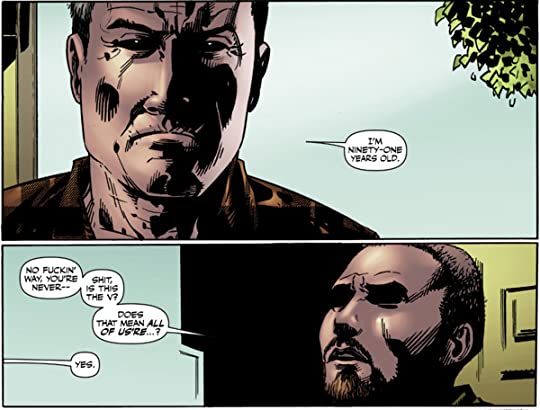 I'M
NINETY-ONE
YEARS OLD.
NO FUCKIN'
WAY, YOU'RE
NEVER--
SHIT,
IS THIS
THE V?
DOES
THAT MEAN ALL
OF US'RE...?
YES.